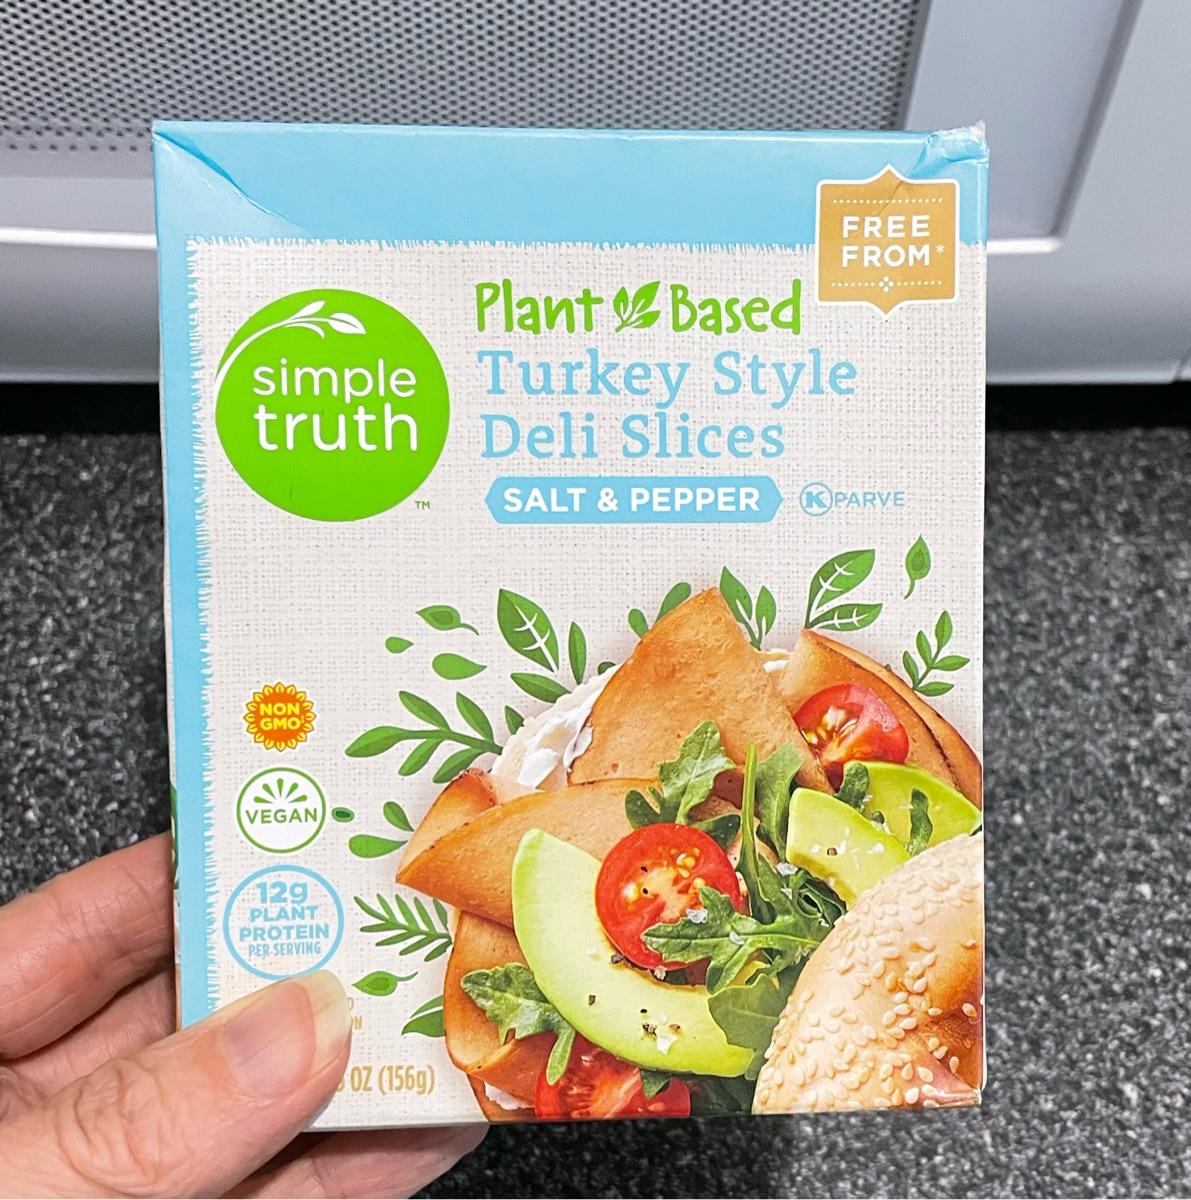 FREE
FROM*
Plant Based
simple
truth
™
Turkey Style
Deli Slices
SALT & PEPPER
K PARVE
NON
GMO
VEGAN
12g
PLANT
PROTEIN
PER SERVING
OZ (156g)